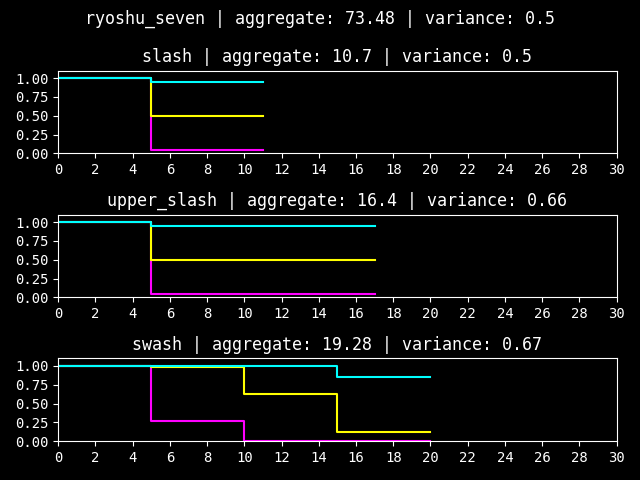 ryoshu_seven | aggregate: 73.48 | variance: 0.5
slash | aggregate: 10.7 | variance: 0.5
1.00
0.75
0.50
0.25
0.00
0 2 4 6 8 10 12 14 16 18 20 22 24 26 28 30
upper_slash | aggregate: 16.4 | variance: 0.66
1.00
0.75
0.50
0.25
0.00
0 2 4 6 8 10 12 14 16 18 20 22 24 26 28 30
swash | aggregate: 19.28 | variance: 0.67
1.00
0.75
0.50
0.25
0.00
0 2 4 6 8 10 12 14 16 18 20 22 24 26 28 30